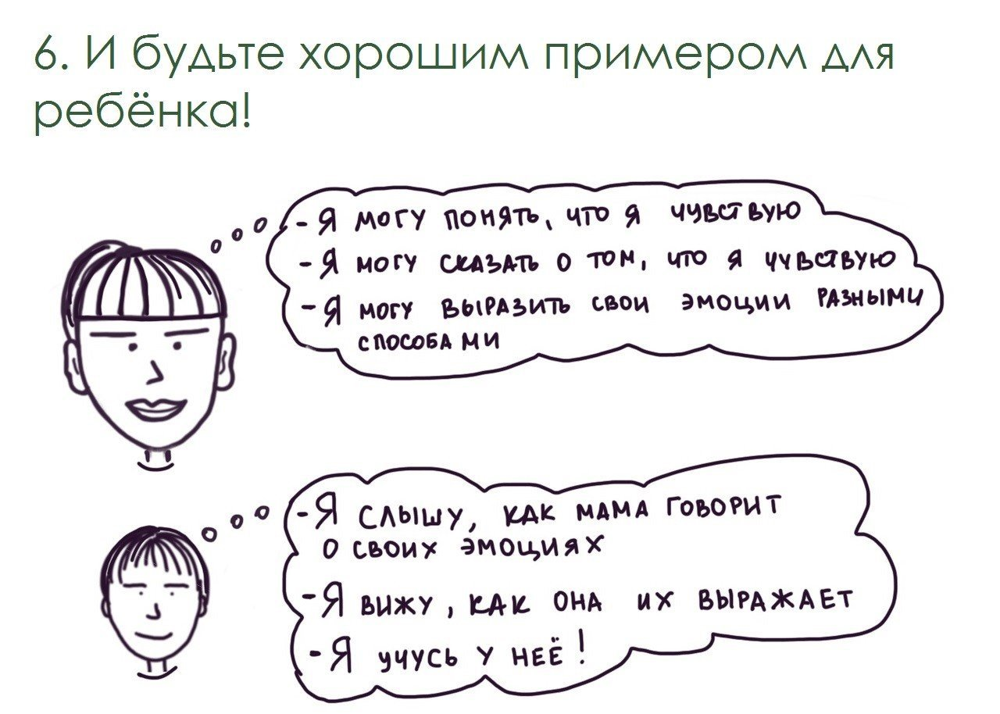 6. И будьте хорошим примером для
ребёнка!
- Я могу понять, что я чувствую
- Я могу сказать о том, что я чувствую
- Я могу выразить свои эмоции разными
способами
- Я слышу, как мама говорит
о своих эмоциях
- Я вижу, как она их выражает
- Я учусь у неё!